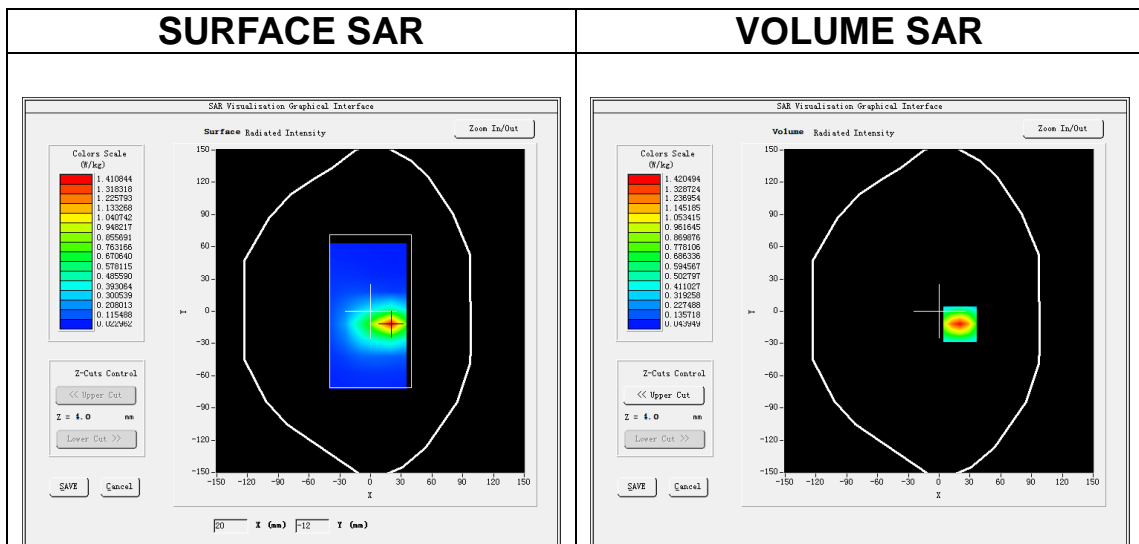 SURFACE SAR
VOLUME SAR
SAR Visualisation Graphical Interface
Surface Radiated Intensity
Zoom In/Out
Colors Scale
(W/kg)
1.410844
1.318318
1.225793
1.133268
1.040742
0.948217
0.855691
0.763166
0.670640
0.578115
0.485590
0.393064
0.300539
0.208013
0.115488
0.022962
Z-Cuts Control
<< Upper Cut
Z = 4.0 mm
Lower Cut >>
SAVE Cancel
150
120
90
60
30
0
-30
-60
-90
-120
-150
Y
-150 -120 -90 -60 -30 0 30 60 90 120 150
X
20 X (mm) -12 Y (mm)
SAR Visualisation Graphical Interface
Volume Radiated Intensity
Zoom In/Out
Colors Scale
(W/kg)
1.420494
1.328724
1.236954
1.145185
1.053415
0.961645
0.869876
0.778106
0.686336
0.594567
0.502797
0.411027
0.319258
0.227488
0.135718
0.043949
Z-Cuts Control
<< Upper Cut
Z = 4.0 mm
Lower Cut >>
SAVE Cancel
150
120
90
60
30
0
-30
-60
-90
-120
-150
Y
-150 -120 -90 -60 -30 0 30 60 90 120 150
X